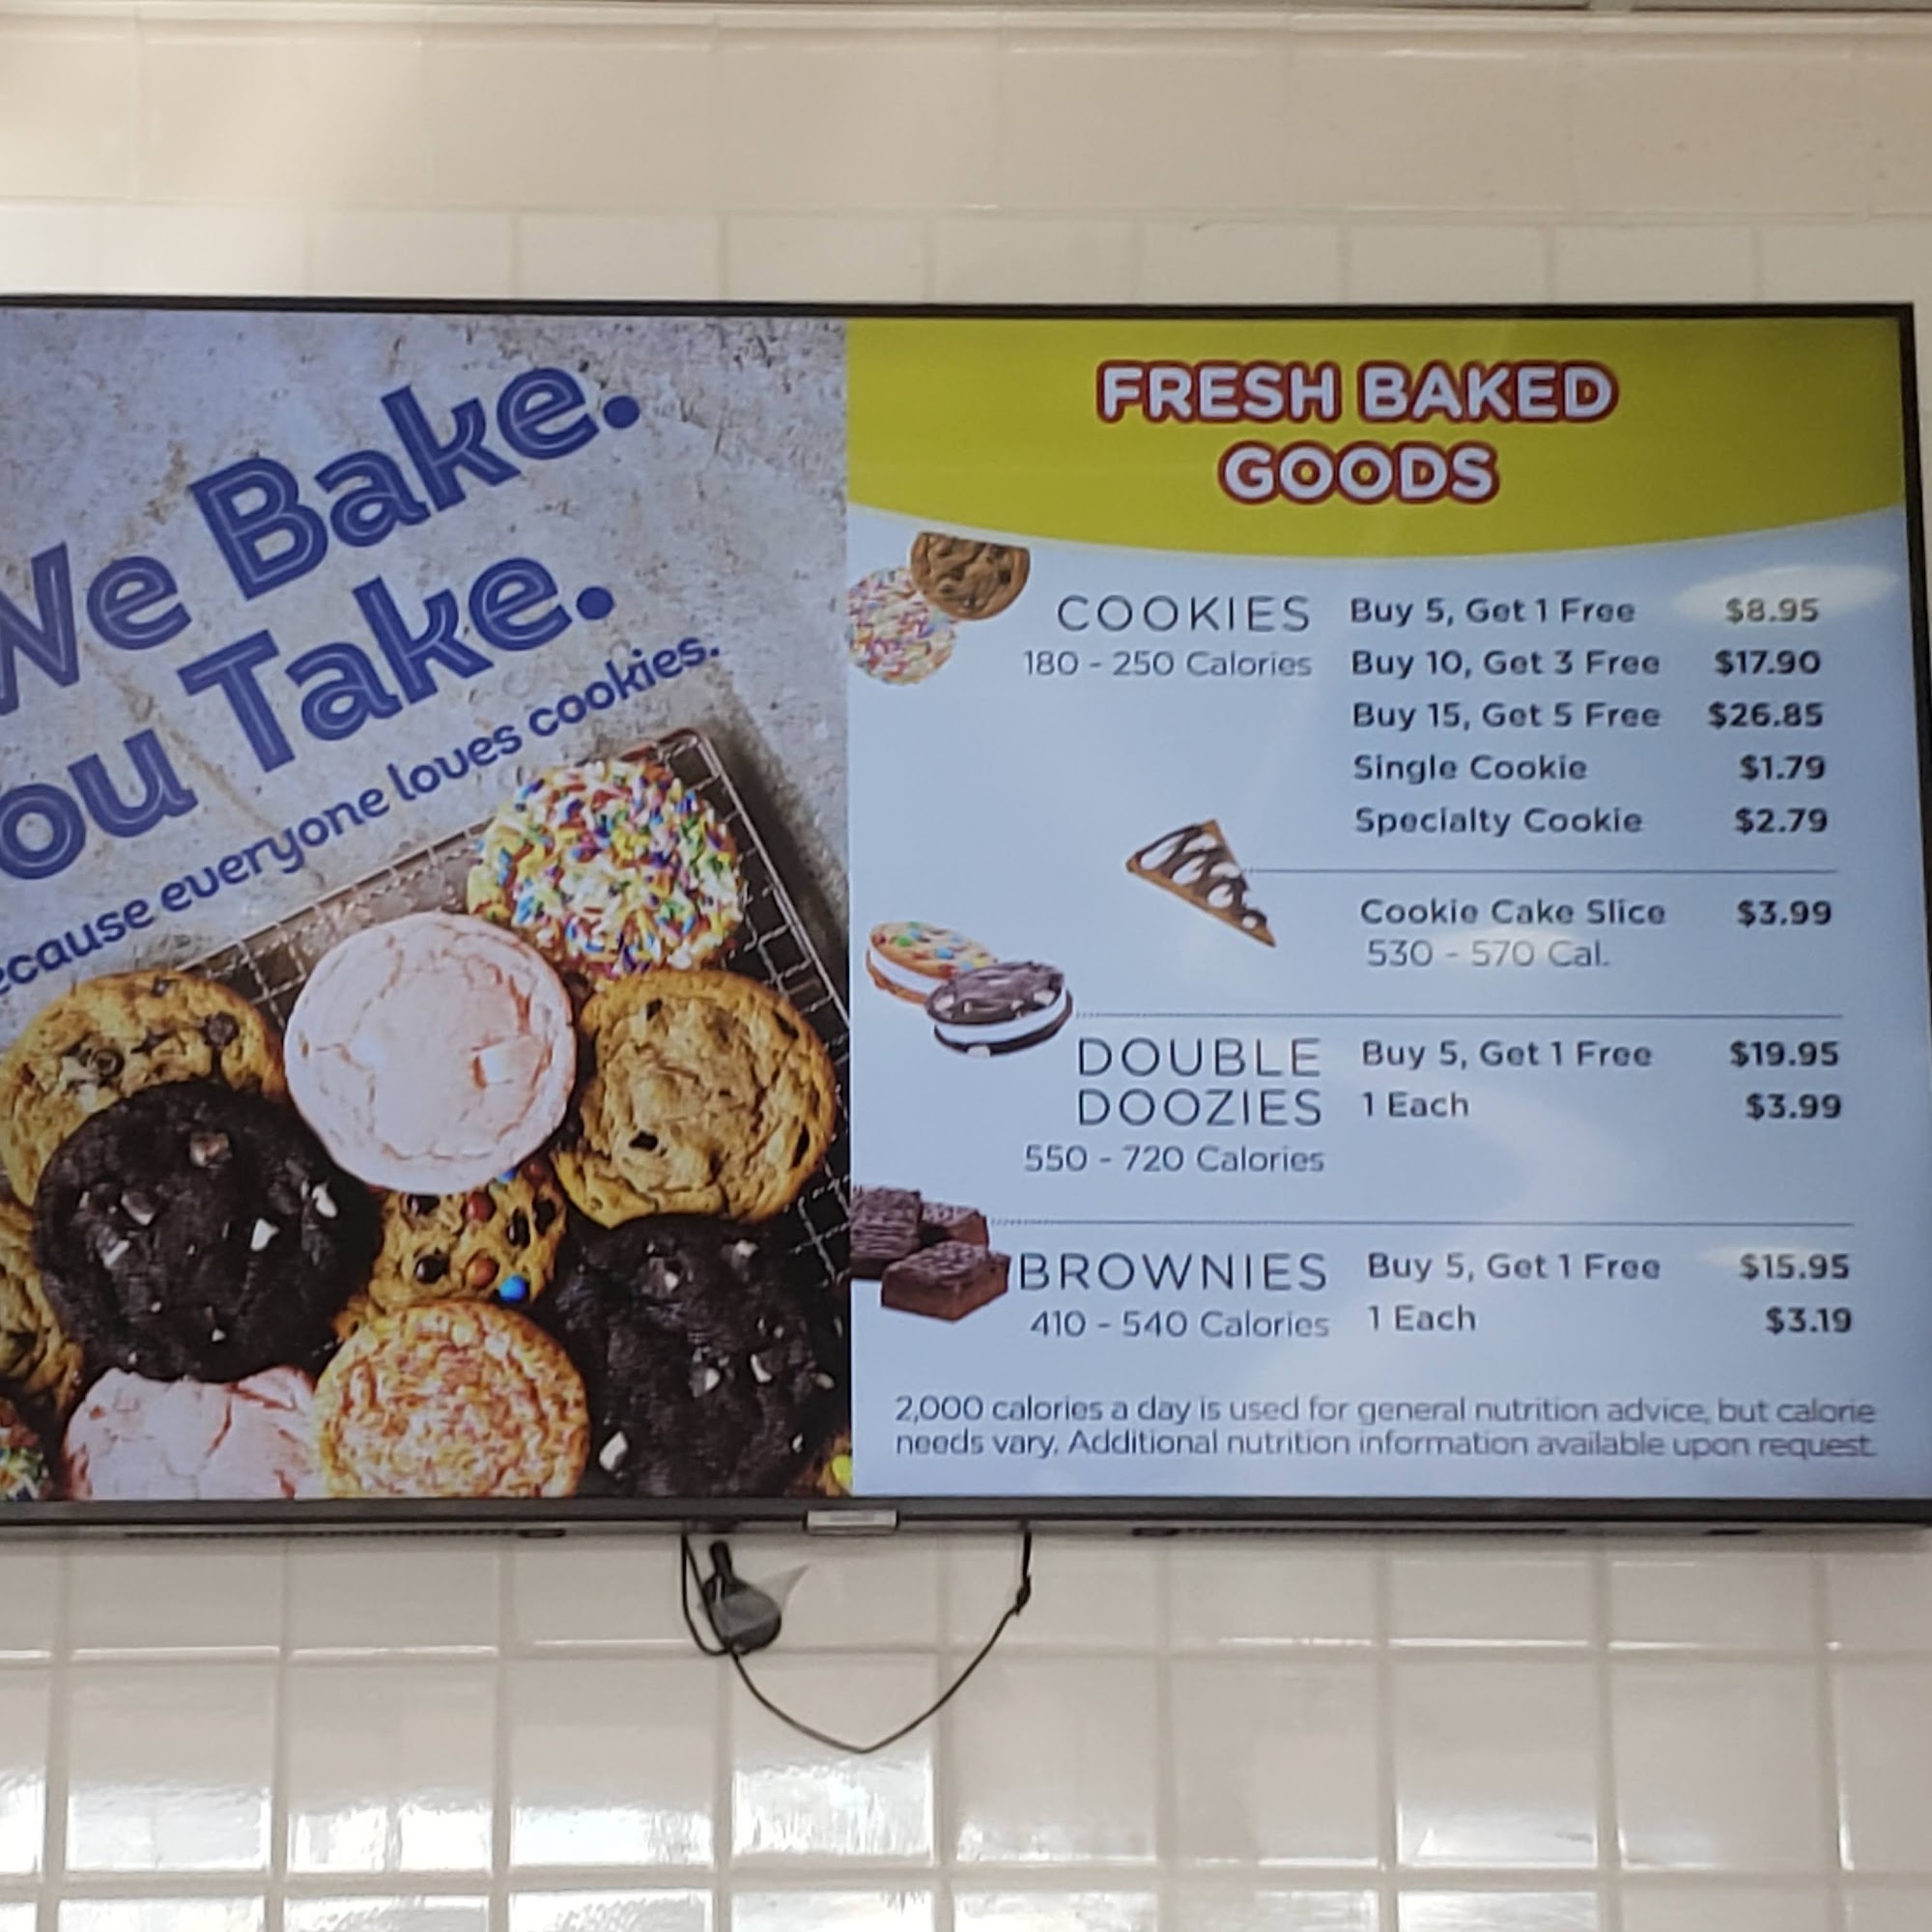 We Bake.
ou Take.
ecause everyone loves cookies.
FRESH BAKED
GOODS
COOKIES Buy 5, Get 1 Free $8.95
180 - 250 Calories Buy 10, Get 3 Free $17.90
Buy 15, Get 5 Free $26.85
Single Cookie $1.79
Specialty Cookie $2.79
Cookie Cake Slice $3.99
530 - 570 Cal.
DOUBLE Buy 5, Get 1 Free $19.95
DOOZIES 1 Each $3.99
550 - 720 Calories
BROWNIES Buy 5, Get 1 Free $15.95
410 - 540 Calories 1 Each $3.19
2,000 calories a day is used for general nutrition advice, but calorie
needs vary. Additional nutrition information available upon request.